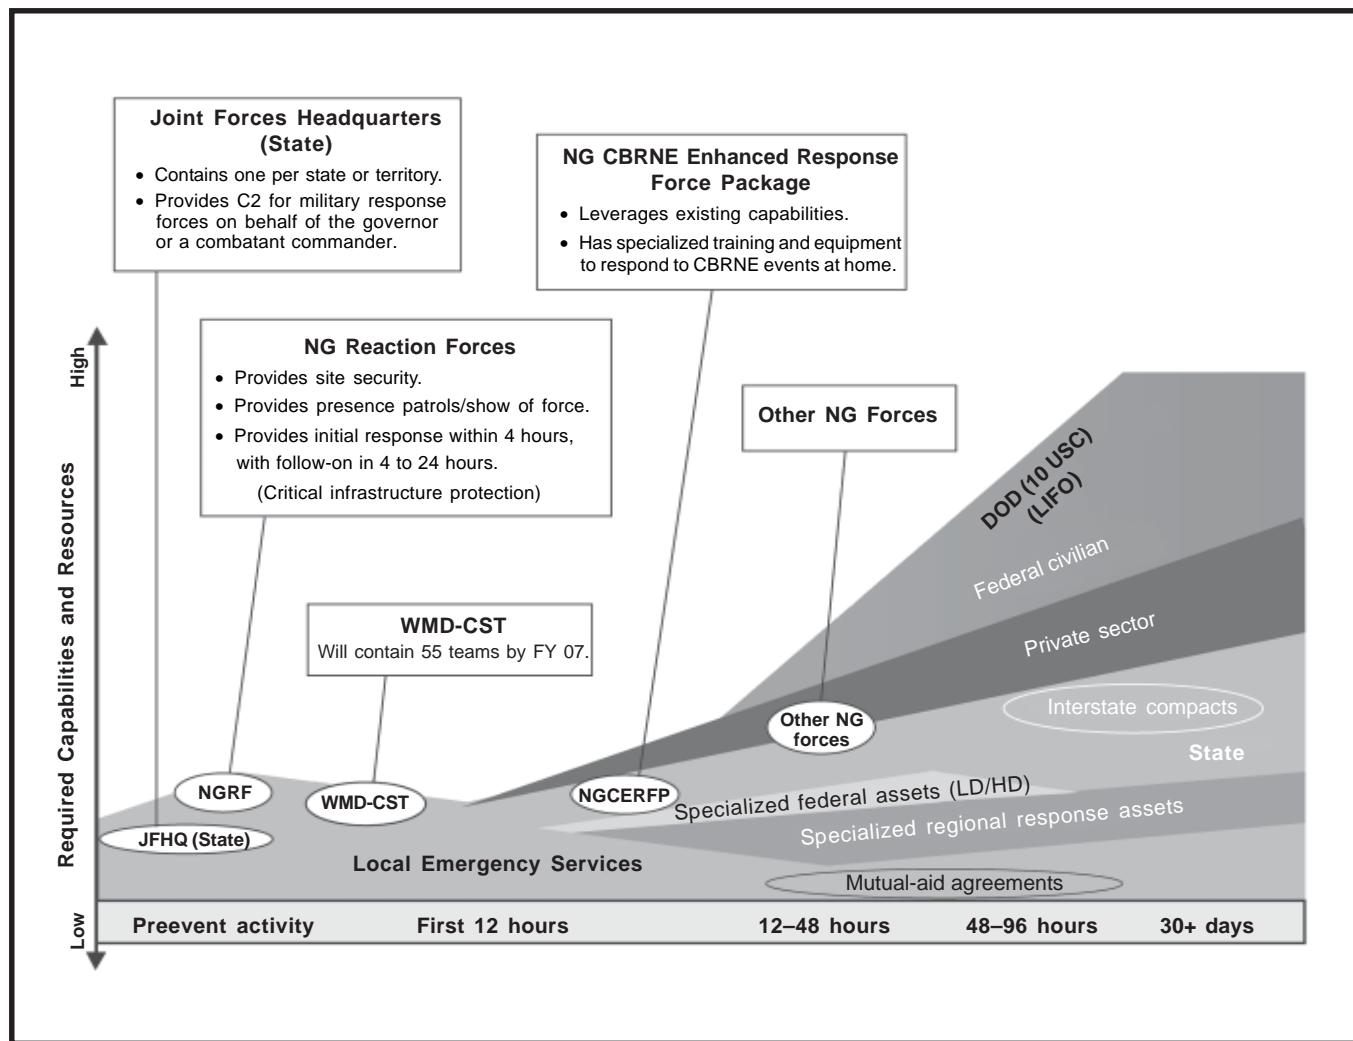 Joint Forces Headquarters
(State)
• Contains one per state or territory.
• Provides C2 for military response
forces on behalf of the governor
or a combatant commander.
NG CBRNE Enhanced Response
Force Package
• Leverages existing capabilities.
• Has specialized training and equipment
to respond to CBRNE events at home.
NG Reaction Forces
• Provides site security.
• Provides presence patrols/show of force.
• Provides initial response within 4 hours,
with follow-on in 4 to 24 hours.
(Critical infrastructure protection)
Other NG Forces
WMD-CST
Will contain 55 teams by FY 07.
High
Required Capabilities and Resources
Low
DOD (10 USC)
(LIFO)
Federal civilian
Private sector
Interstate compacts
State
Other NG
forces
NGRF
WMD-CST
NGCERFP
JFHQ (State)
Specialized federal assets (LD/HD)
Specialized regional response assets
Local Emergency Services
Mutual-aid agreements
Preevent activity
First 12 hours
12–48 hours
48–96 hours
30+ days